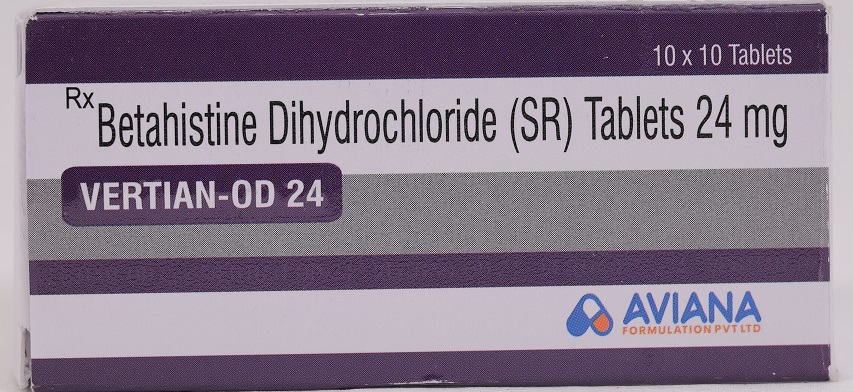 10 x 10 Tablets
Rx Betahistine Dihydrochloride (SR) Tablets 24 mg
VERTIAN-OD 24
AVIANA
FORMULATION PVT LTD